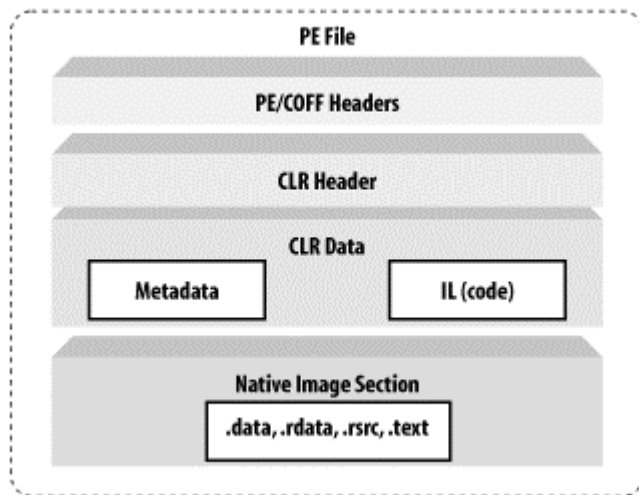 PE File
PE/COFF Headers
CLR Header
CLR Data
Metadata
IL (code)
Native Image Section
.data, .rdata, .rsrc, .text